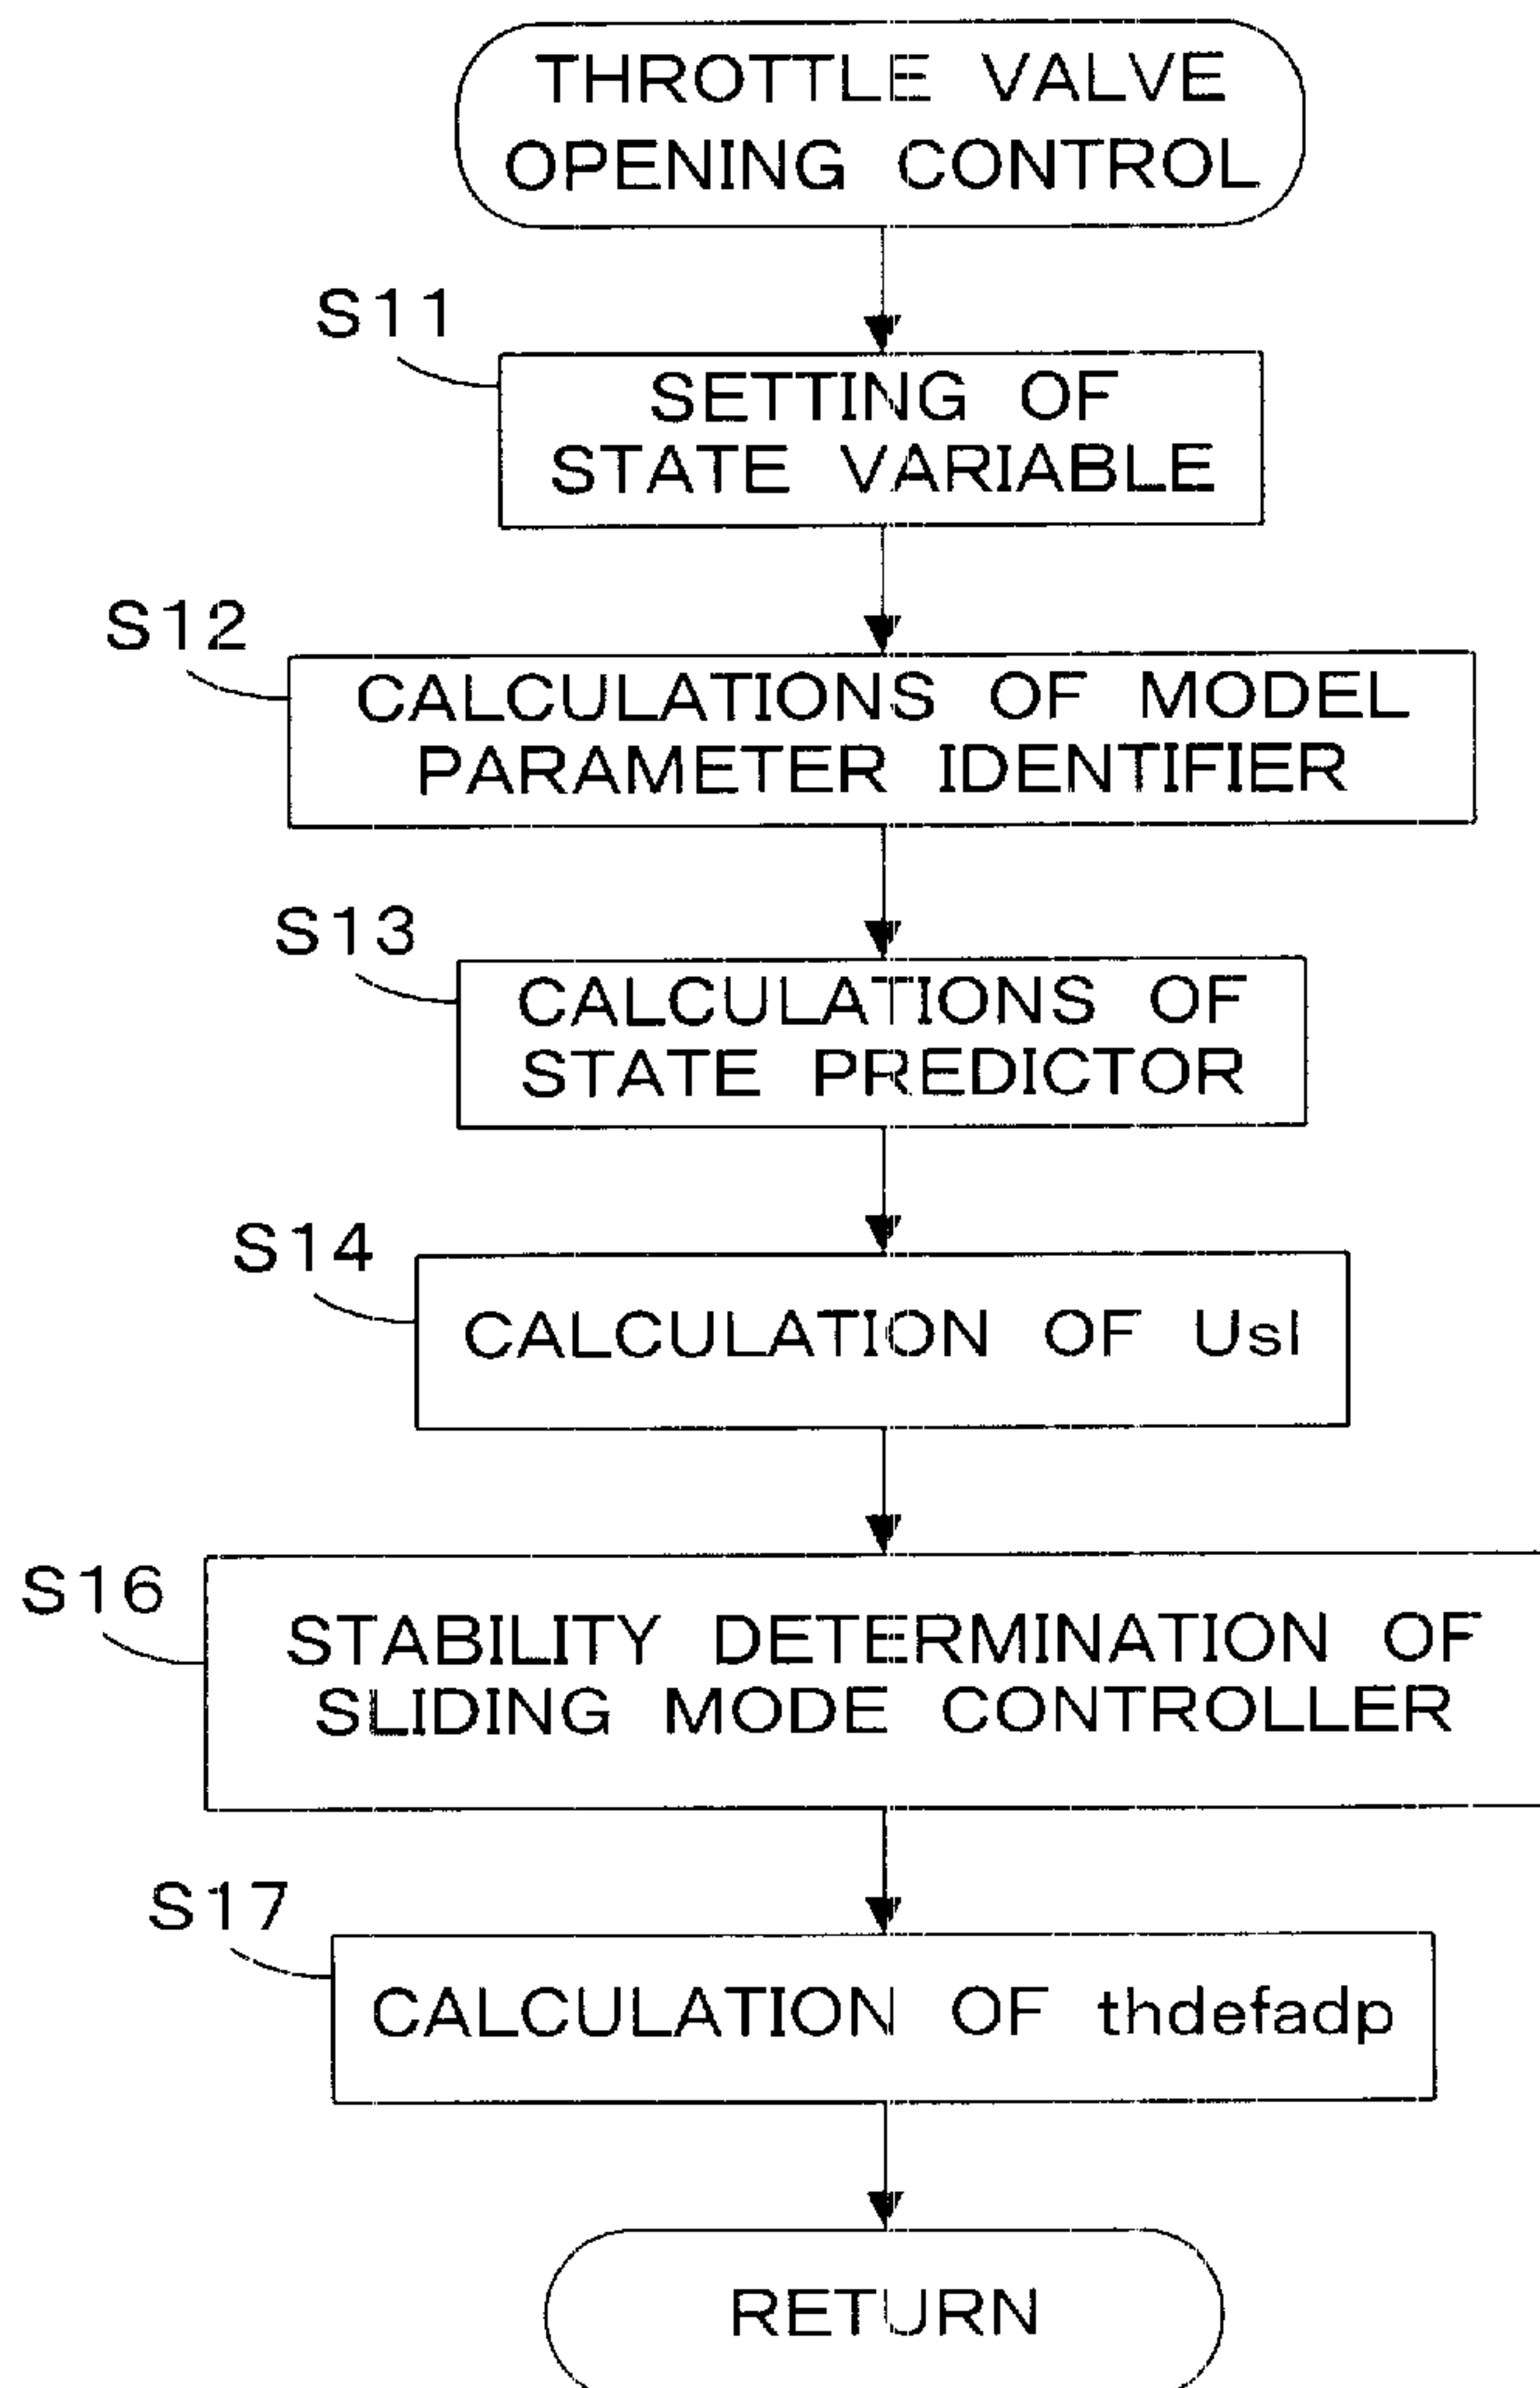 THROTTLE VALVE
OPENING CONTROL
S11
SETTING OF
STATE VARIABLE
S12
CALCULATIONS OF MODEL
PARAMETER IDENTIFIER
S13
CALCULATIONS OF
STATE PREDICTOR
S14
CALCULATION OF Usl
S16
STABILITY DETERMINATION OF
SLIDING MODE CONTROLLER
S17
CALCULATION OF thdefadp
RETURN